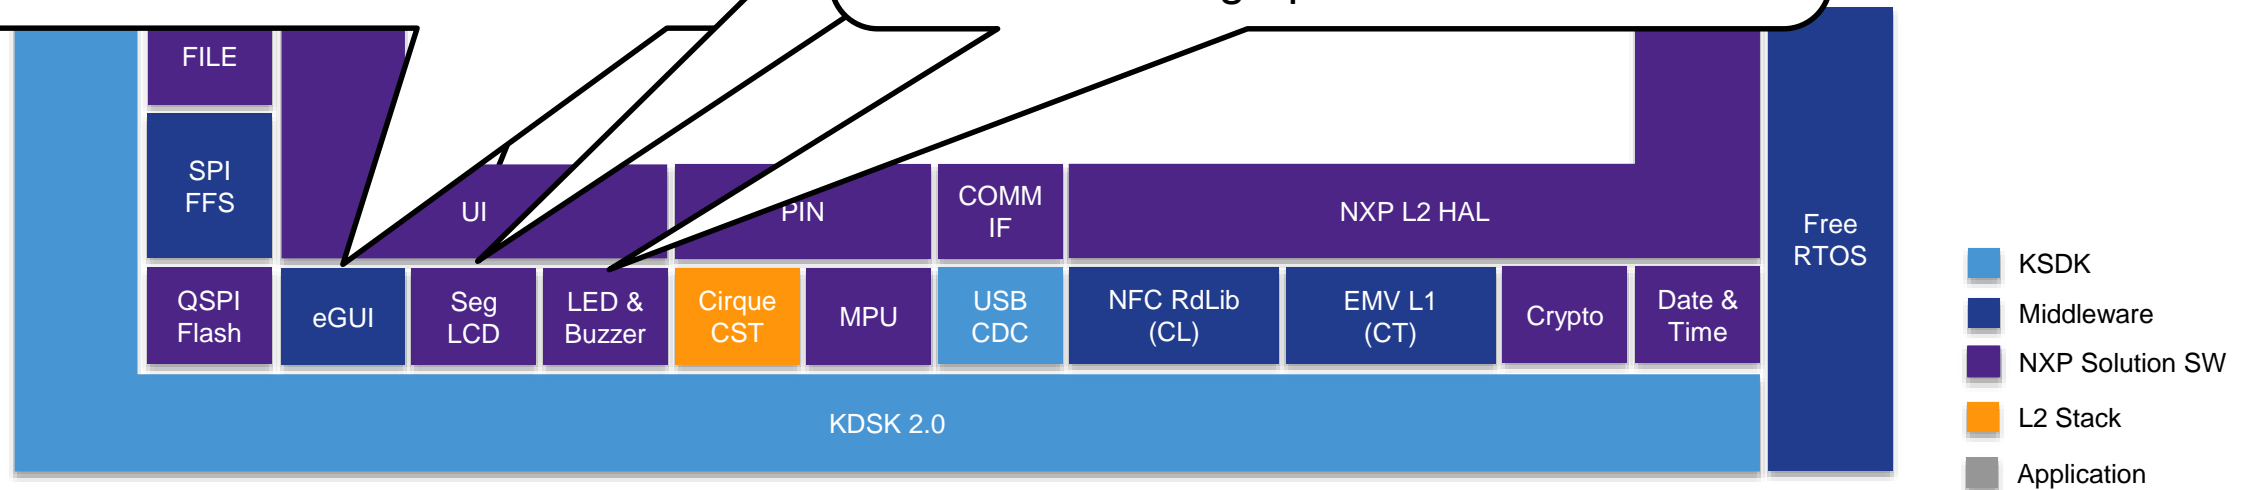 FILE
SPI
FFS
UI
PIN
COMM
IF
NXP L2 HAL
Free
RTOS
QSPI
Flash
eGUI
Seg
LCD
LED &
Buzzer
Cirque
CST
MPU
USB
CDC
NFC RdLib
(CL)
EMV L1
(CT)
Crypto
Date &
Time
KDSK 2.0
KSDK
Middleware
NXP Solution SW
L2 Stack
Application